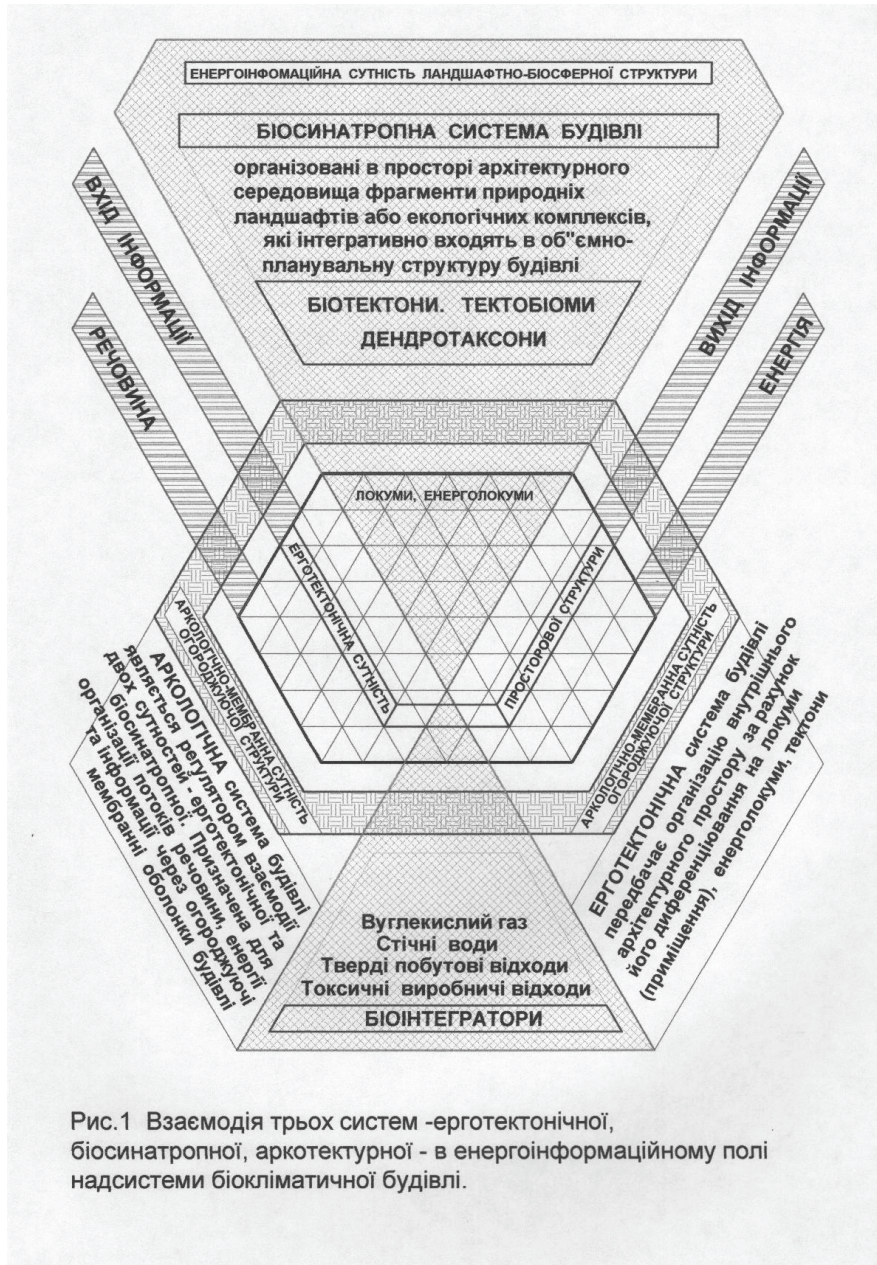 ЕНЕРГОІНФОМАЦІЙНА СУТНІСТЬ ЛАНДШАФТНО-БІОСФЕРНОЇ СТРУКТУРИ
БІОСИНАТРОПНА СИСТЕМА БУДІВЛІ
організовані в просторі архітектурного
середовища фрагменти природніх
ландшафтів або екологічних комплексів,
які інтегративно входять в об"ємно-
планувальну структуру будівлі
БІОТЕКТОНИ. ТЕКТОБІОМИ
ДЕНДРОТАКСОНИ
ВХІД ІНФОРМАЦІЇ
РЕЧОВИНА
ВИХІД ІНФОРМАЦІЇ
ЕНЕРГІЯ
ЛОКУМИ, ЕНЕРГОЛОКУМИ
ЕРГОТЕКТОНІЧНА СУТНІСТЬ
ПРОСТОРОВОЇ СТРУКТУРИ
АРКОЛОГІЧНО-МЕМБРАННА СУТНІСТЬ
ОГОРОДЖУЮЧОЇ СТРУКТУРИ
АРКОЛОГІЧНО-МЕМБРАННА СУТНІСТЬ
ОГОРОДЖУЮЧОЇ СТРУКТУРИ
АРКОЛОГІЧНА система будівлі
являється регулятором взаємодії
двох сутностей - ерготектонічної та
біосинатропної. Призначена для
організації потоків речовини, енергії
та інформації через огороджуючі
мембранні оболонки будівлі
ЕРГОТЕКТОНІЧНА система будівлі
передбачає організацію внутрішнього
архітектурного простору за рахунок
його диференціювання на локуми
(приміщення), енерголокуми, тектони
Вуглекислий газ
Стічні води
Тверді побутові відходи
Токсичні виробничі відходи
БІОІНТЕГРАТОРИ
Рис.1 Взаємодія трьох систем -ерготектонічної,
біосинатропної, аркотектурної - в енергоінформаційному полі
надсистеми біокліматичної будівлі.